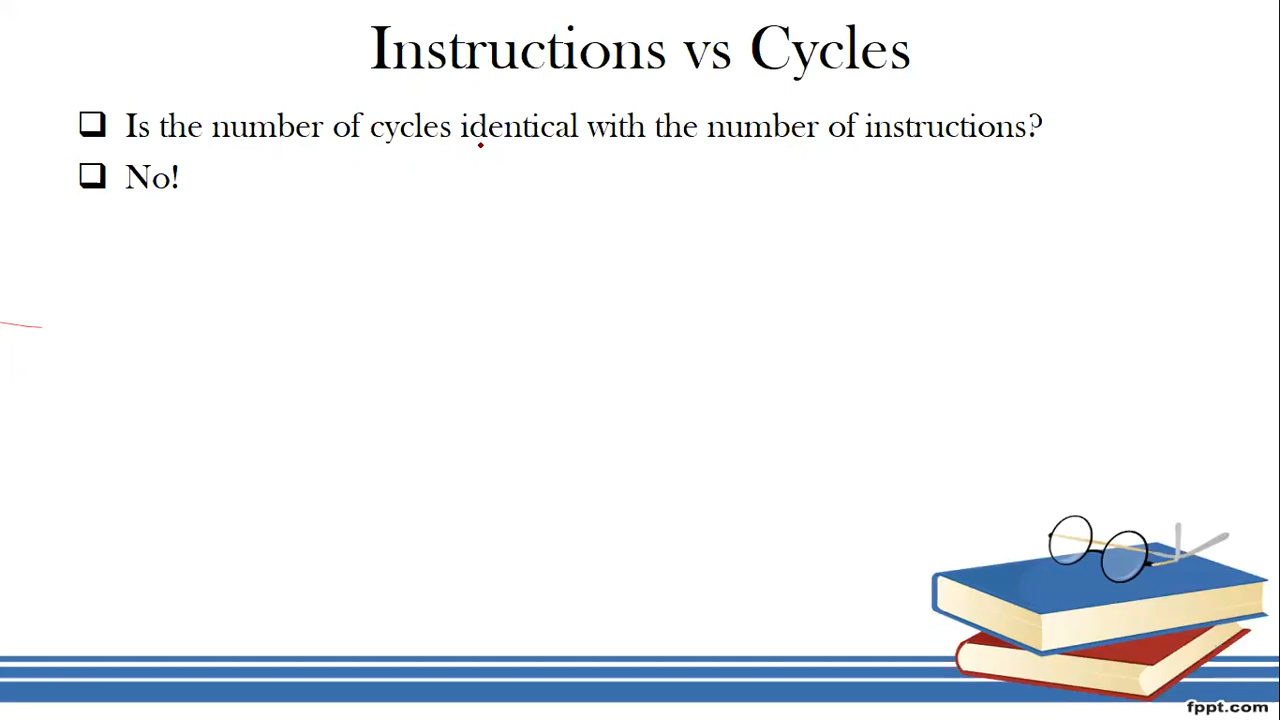 Instructions vs Cycles
Is the number of cycles identical with the number of instructions?
No!
fppt.com